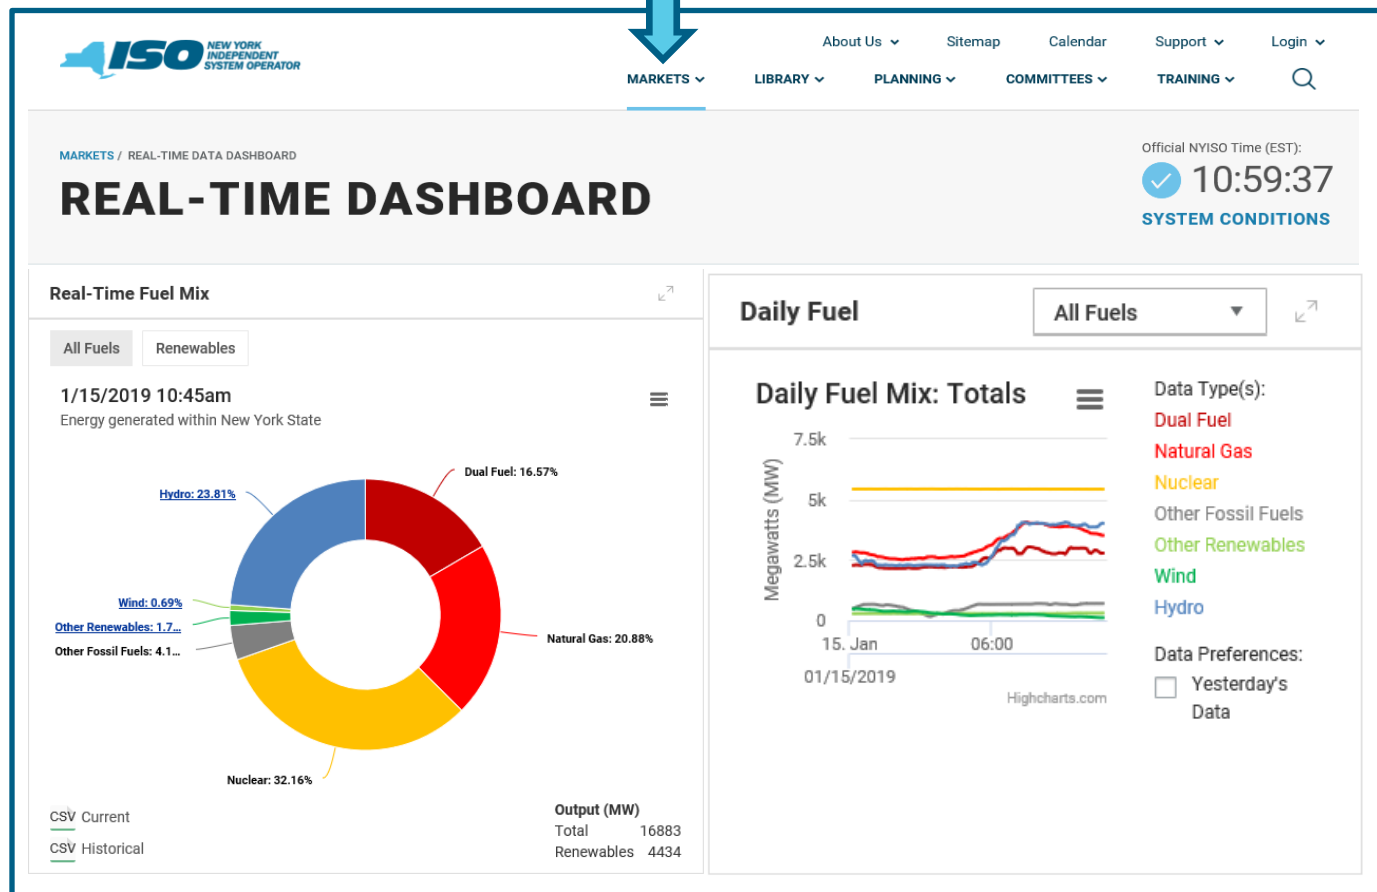 ISO NEW YORK
INDEPENDENT
SYSTEM OPERATOR
About Us
Sitemap
Calendar
Support
Login
MARKETS
LIBRARY
PLANNING
COMMITTEES
TRAINING
MARKETS / REAL-TIME DATA DASHBOARD
REAL-TIME DASHBOARD
Official NYISO Time (EST):
10:59:37
SYSTEM CONDITIONS
Real-Time Fuel Mix
All Fuels
Renewables
1/15/2019 10:45am
Energy generated within New York State
Dual Fuel: 16.57%
Hydro: 23.81%
Wind: 0.69%
Other Renewables: 1.7...
Other Fossil Fuels: 4.1...
Natural Gas: 20.88%
Nuclear: 32.16%
CSV Current
CSV Historical
Output (MW)
Total 16883
Renewables 4434
Daily Fuel
All Fuels
Daily Fuel Mix: Totals
Megawatts (MW)
7.5k
5k
2.5k
0
15. Jan
06:00
01/15/2019
Highcharts.com
Data Type(s):
Dual Fuel
Natural Gas
Nuclear
Other Fossil Fuels
Other Renewables
Wind
Hydro
Data Preferences:
Yesterday's
Data